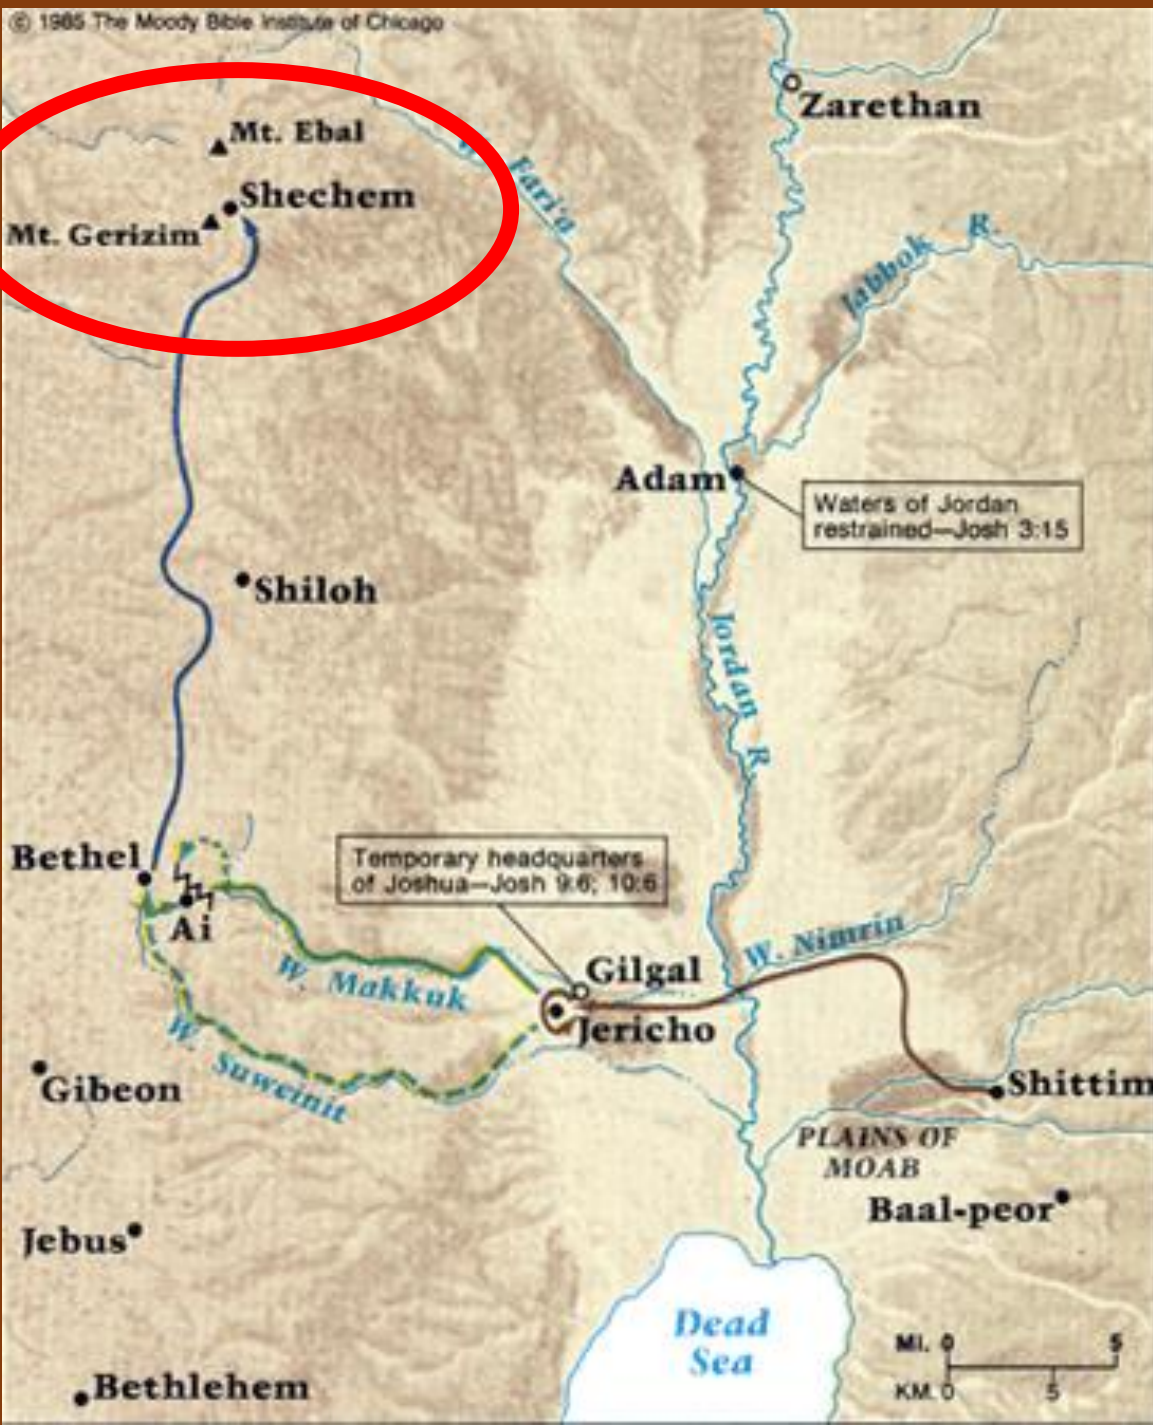 © 1985 The Moody Bible Institute of Chicago
Zarethan
Mt. Ebal
Shechem
Mt. Gerizim
W. Fari'a
Jabbok R.
Adam
Waters of Jordan
restrained—Josh 3:15
Shiloh
Jordan R.
Bethel
Temporary headquarters
of Joshua—Josh 9:6; 10:6
Ai
W. Nimrin
W. Makkuk
Gilgal
Jericho
W. Suweinit
Gibeon
Shittim
PLAINS OF
MOAB
Baal-peor
Jebus
Dead
Sea
MI. 0 5
KM. 0 5
Bethlehem